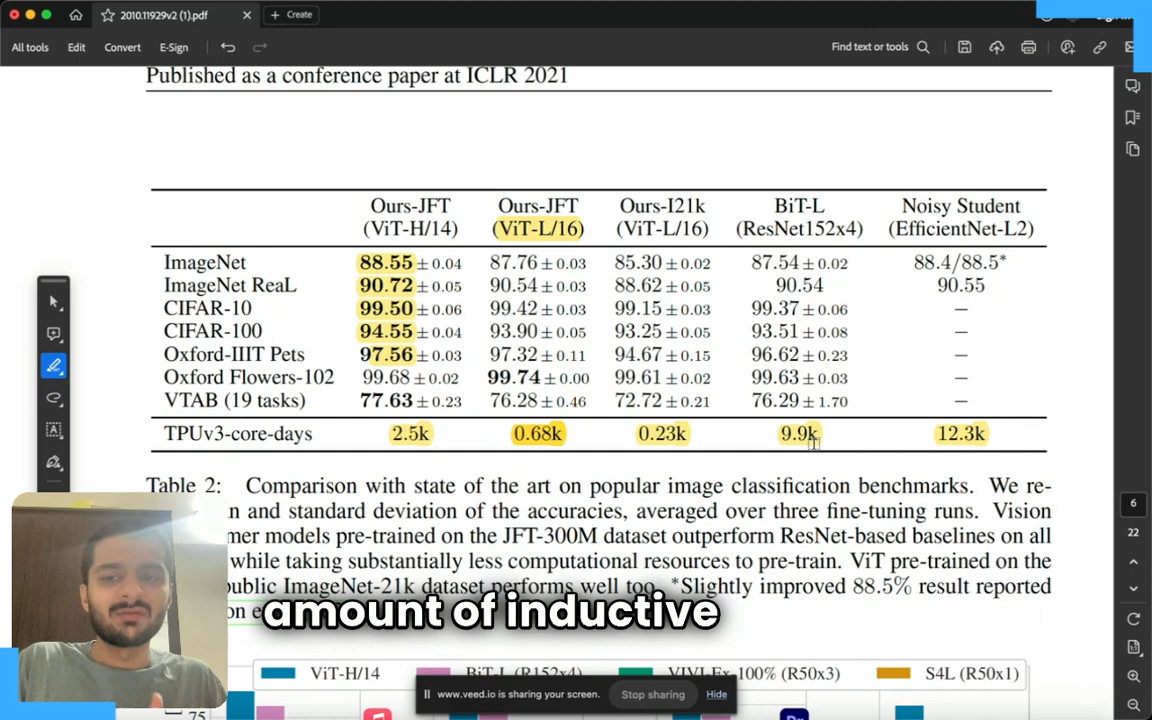 2010.11929v2 (1).pdf
Create
All tools Edit Convert E-Sign Find text or tools
Published as a conference paper at ICLR 2021
Ours-JFT Ours-JFT Ours-I21k BiT-L Noisy Student
(ViT-H/14) (ViT-L/16) (ViT-L/16) (ResNet152x4) (EfficientNet-L2)
ImageNet 88.55 ± 0.04 87.76 ± 0.03 85.30 ± 0.02 87.54 ± 0.02 88.4/88.5*
ImageNet ReaL 90.72 ± 0.05 90.54 ± 0.03 88.62 ± 0.05 90.54 90.55
CIFAR-10 99.50 ± 0.06 99.42 ± 0.03 99.15 ± 0.03 99.37 ± 0.06 –
CIFAR-100 94.55 ± 0.04 93.90 ± 0.05 93.25 ± 0.05 93.51 ± 0.08 –
Oxford-IIIT Pets 97.56 ± 0.03 97.32 ± 0.11 94.67 ± 0.15 96.62 ± 0.23 –
Oxford Flowers-102 99.68 ± 0.02 99.74 ± 0.00 99.61 ± 0.02 99.63 ± 0.03 –
VTAB (19 tasks) 77.63 ± 0.23 76.28 ± 0.46 72.72 ± 0.21 76.29 ± 1.70 –
TPUv3-core-days 2.5k 0.68k 0.23k 9.9k 12.3k
Table 2: Comparison with state of the art on popular image classification benchmarks. We re-
n and standard deviation of the accuracies, averaged over three fine-tuning runs. Vision
mer models pre-trained on the JFT-300M dataset outperform ResNet-based baselines on all
while taking substantially less computational resources to pre-train. ViT pre-trained on the
public ImageNet-21k dataset performs well too. *Slightly improved 88.5% result reported
on
amount of inductive
ViT-H/14 BiT-L (R152x4) VIVI-Ex-100% (R50x3) S4L (R50x1)
www.veed.io is sharing your screen. Stop sharing Hide
75
6
22